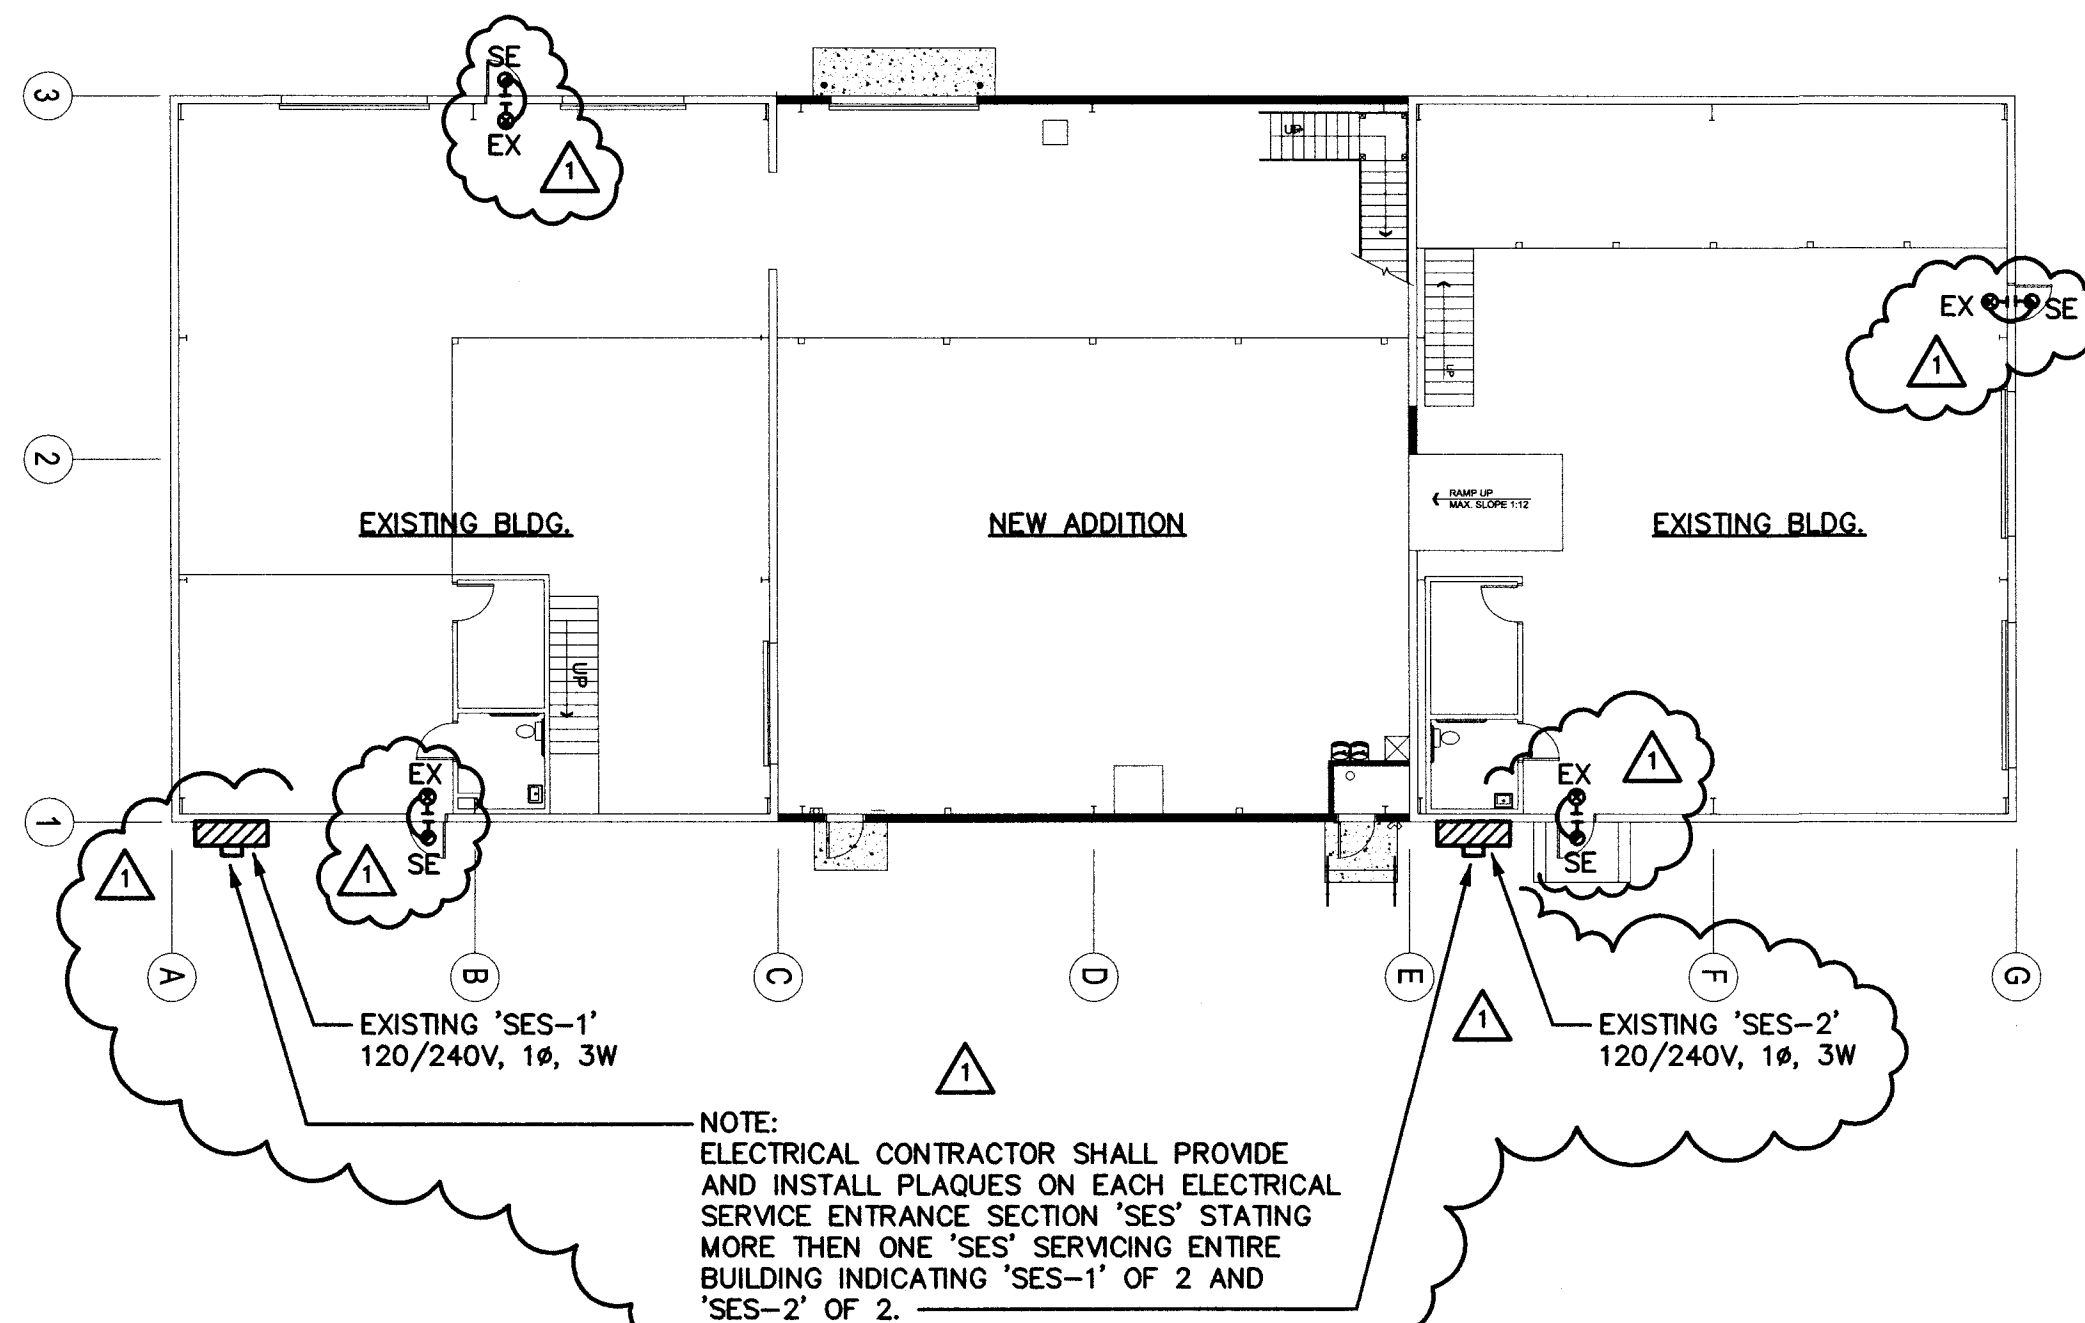 SE
3
EX
1
UP
EX
SE
1
UP
2
RAMP UP
MAX. SLOPE 1:12
EXISTING BLDG.
NEW ADDITION
EXISTING BLDG.
UP
EX
EX
1
1
SE
SE
1
1
A
B
C
D
E
F
G
1
EXISTING 'SES-1'
120/240V, 1ø, 3W
1
EXISTING 'SES-2'
120/240V, 1ø, 3W
1
NOTE:
ELECTRICAL CONTRACTOR SHALL PROVIDE
AND INSTALL PLAQUES ON EACH ELECTRICAL
SERVICE ENTRANCE SECTION 'SES' STATING
MORE THEN ONE 'SES' SERVICING ENTIRE
BUILDING INDICATING 'SES-1' OF 2 AND
'SES-2' OF 2.